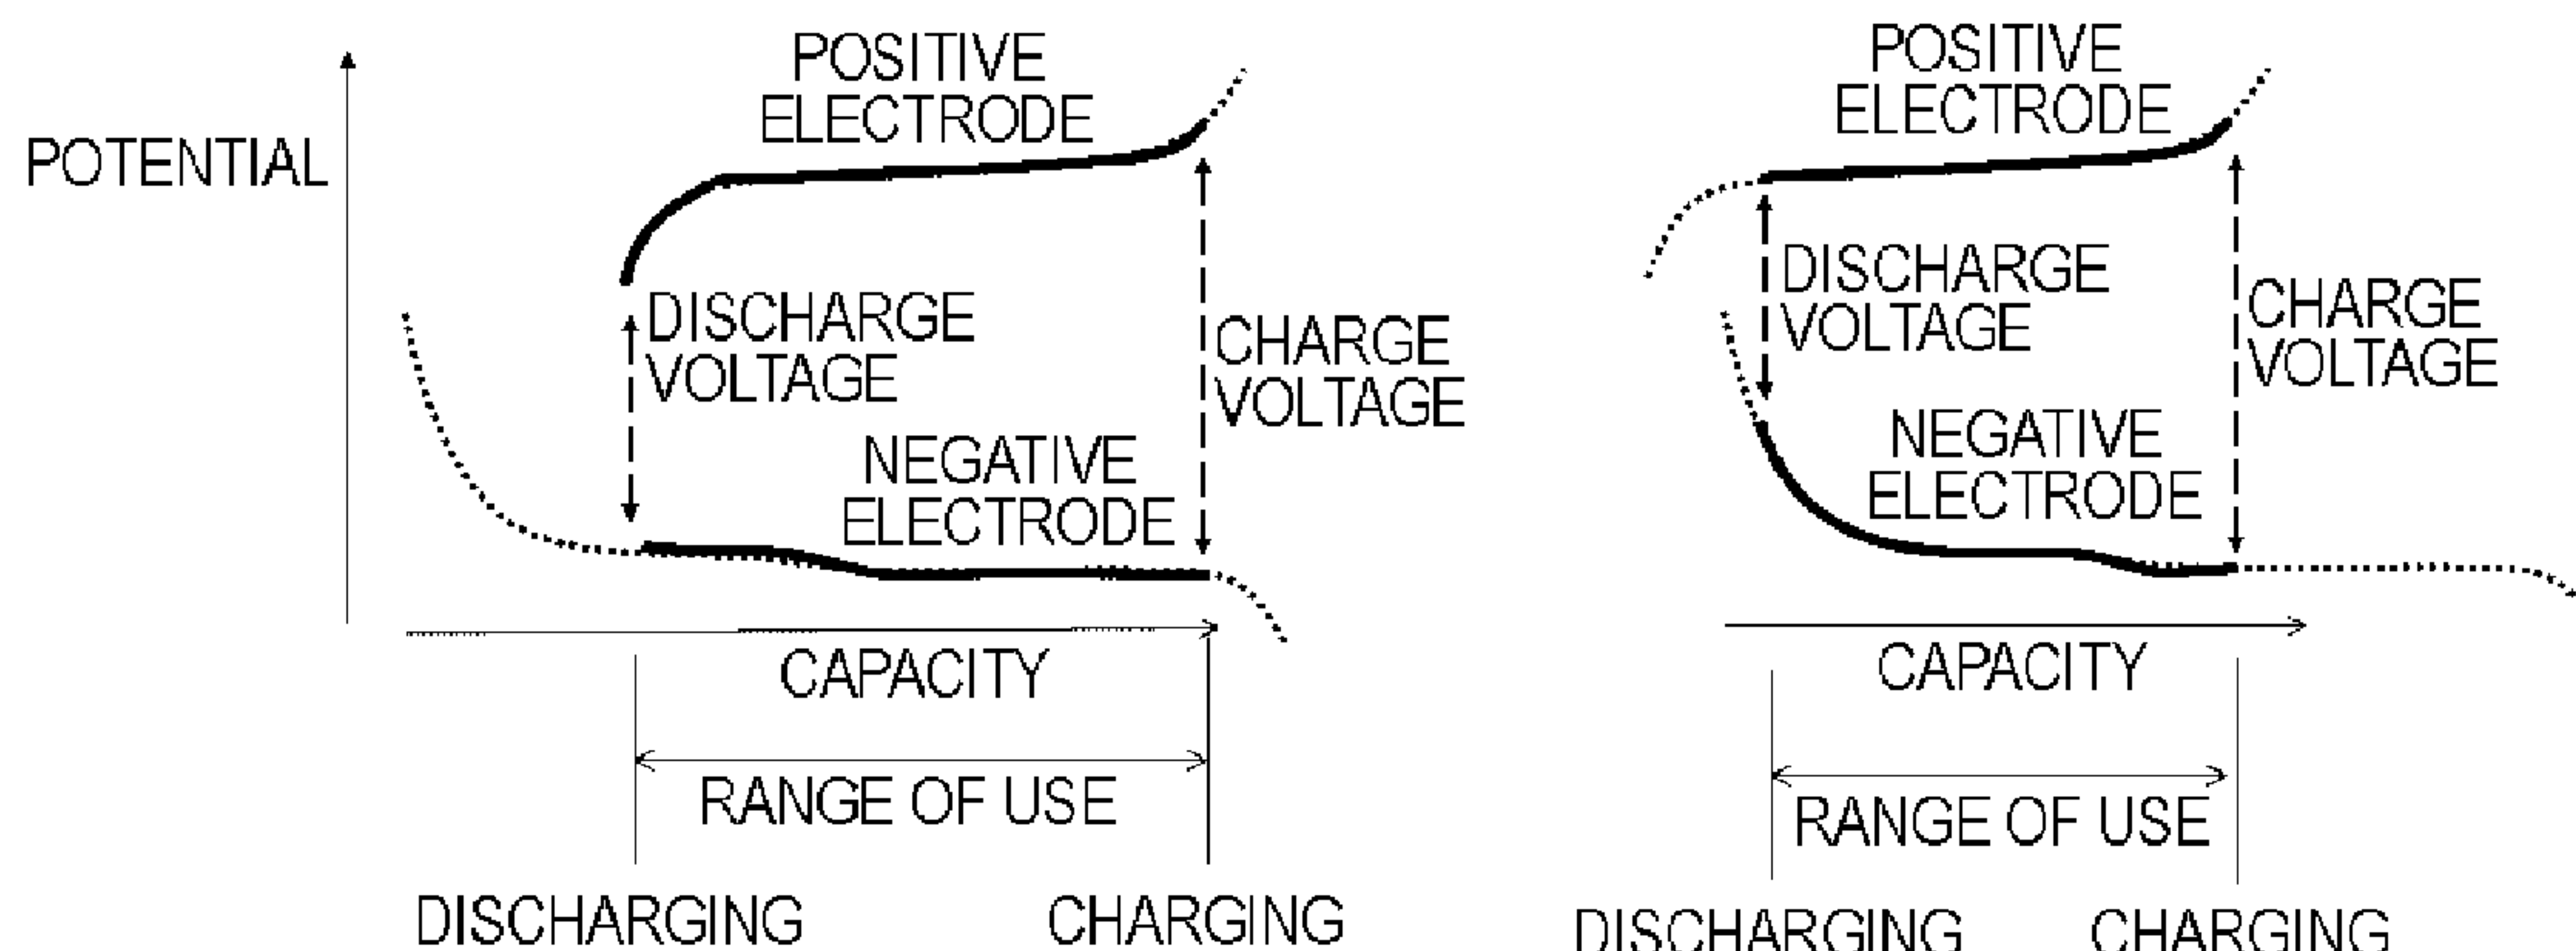 POSITIVE
ELECTRODE
POTENTIAL
DISCHARGE
VOLTAGE
CHARGE
VOLTAGE
NEGATIVE
ELECTRODE
CAPACITY
RANGE OF USE
DISCHARGING
CHARGING
POSITIVE
ELECTRODE
DISCHARGE
VOLTAGE
CHARGE
VOLTAGE
NEGATIVE
ELECTRODE
CAPACITY
RANGE OF USE
DISCHARGING
CHARGING